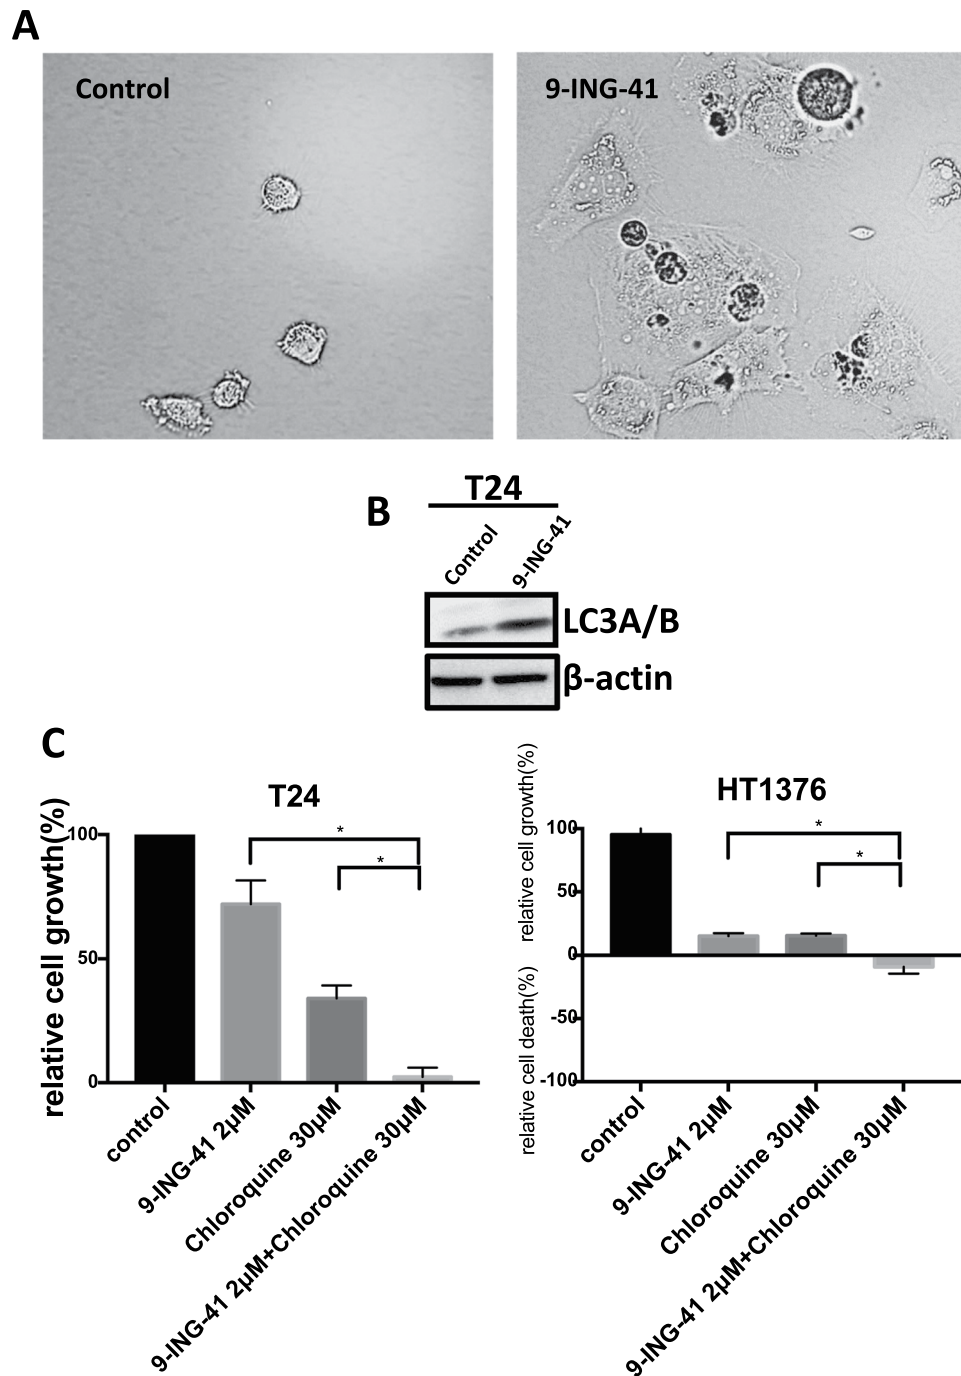 A
Control
9-ING-41
B
T24
Control
9-ING-41
LC3A/B
β-actin
C
T24
relative cell growth(%)
100
50
0
*
*
control
9-ING-41 2μM
Chloroquine 30μM
9-ING-41 2μM+Chloroquine 30μM
HT1376
relative cell growth(%)
relative cell death(%)
100
50
0
-50
-100
*
*
control
9-ING-41 2μM
Chloroquine 30μM
9-ING-41 2μM+Chloroquine 30μM